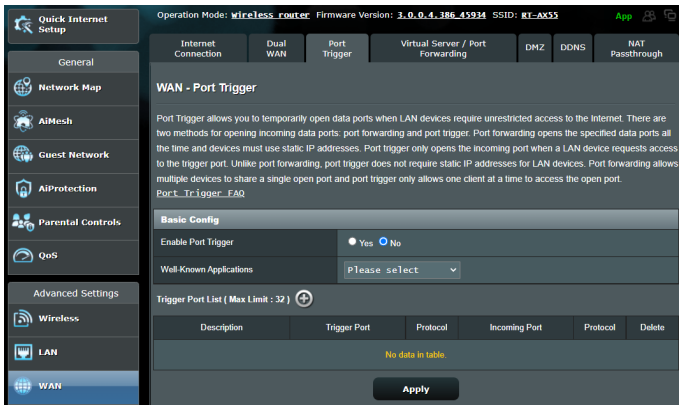 Quick Internet
Setup
Operation Mode: Wireless router Firmware Version: 3.0.0.4.386_45934 SSID: RT-AX55
App
Internet
Connection
Dual
WAN
Port
Trigger
Virtual Server / Port
Forwarding
DMZ
DDNS
NAT
Passthrough
General
Network Map
AiMesh
Guest Network
AiProtection
Parental Controls
QoS
Advanced Settings
Wireless
LAN
WAN
WAN - Port Trigger
Port Trigger allows you to temporarily open data ports when LAN devices require unrestricted access to the Internet. There are
two methods for opening incoming data ports: port forwarding and port trigger. Port forwarding opens the specified data ports all
the time and devices must use static IP addresses. Port trigger only opens the incoming port when a LAN device requests access
to the trigger port. Unlike port forwarding, port trigger does not require static IP addresses for LAN devices. Port forwarding allows
multiple devices to share a single open port and port trigger only allows one client at a time to access the open port.
Port Trigger FAQ
Basic Config
Enable Port Trigger
Yes No
Well-Known Applications
Please select
Trigger Port List ( Max Limit : 32 )
Description Trigger Port Protocol Incoming Port Protocol Delete
No data in table.
Apply